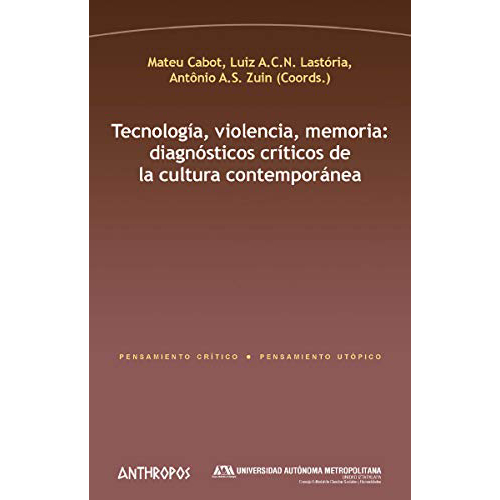 Mateu Cabot, Luiz A.C.N. Lastória,
Antônio A.S. Zuin (Coords.)
Tecnología, violencia, memoria:
diagnósticos críticos de
la cultura contemporánea
PENSAMIENTO CRÍTICO ● PENSAMIENTO UTÓPICO
ANTHROPOS
UNIVERSIDAD AUTÓNOMA METROPOLITANA